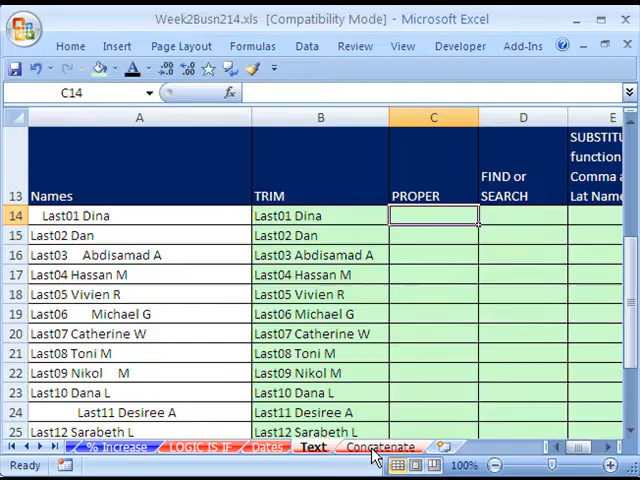 Week2Busn214.xls [Compatibility Mode] - Microsoft Excel
Home Insert Page Layout Formulas Data Review View Developer Add-Ins
C14 fx
A B C D E
13 Names TRIM PROPER FIND or SEARCH SUBSTITU function Comma a Lat Name
14 Last01 Dina Last01 Dina
15 Last02 Dan Last02 Dan
16 Last03 Abdisamad A Last03 Abdisamad A
17 Last04 Hassan M Last04 Hassan M
18 Last05 Vivien R Last05 Vivien R
19 Last06 Michael G Last06 Michael G
20 Last07 Catherine W Last07 Catherine W
21 Last08 Toni M Last08 Toni M
22 Last09 Nikol M Last09 Nikol M
23 Last10 Dana L Last10 Dana L
24 Last11 Desiree A Last11 Desiree A
25 Last12 Sarabeth L Last12 Sarabeth L
% Increase LOGIC IS IF Dates Text Concatenate
Ready 100%